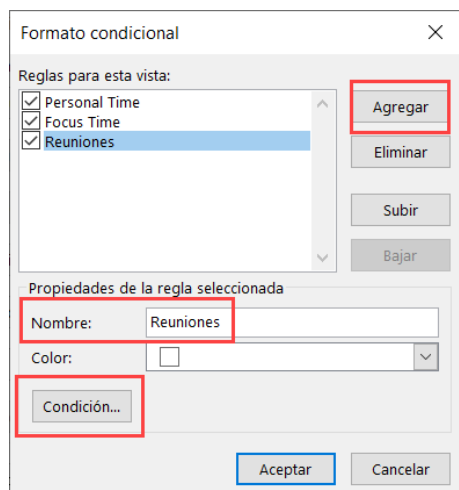 Formato condicional
Reglas para esta vista:
Personal Time
Focus Time
Reuniones
Agregar
Eliminar
Subir
Bajar
Propiedades de la regla seleccionada
Nombre: Reuniones
Color:
Condición...
Aceptar Cancelar